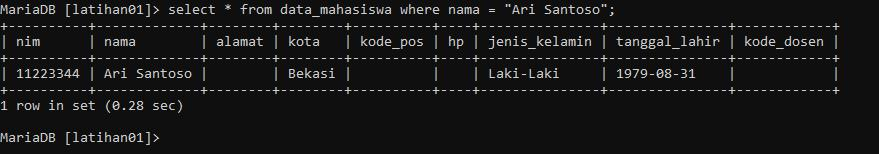 MariaDB [latihan01]> select * from data_mahasiswa where nama = "Ari Santoso";
+----------+-------------+--------+--------+----------+----+---------------+---------------+------------+
| nim      | nama        | alamat | kota   | kode_pos | hp | jenis_kelamin | tanggal_lahir | kode_dosen |
+----------+-------------+--------+--------+----------+----+---------------+---------------+------------+
| 11223344 | Ari Santoso |        | Bekasi |          |    | Laki-Laki     | 1979-08-31    |            |
+----------+-------------+--------+--------+----------+----+---------------+---------------+------------+
1 row in set (0.28 sec)
MariaDB [latihan01]>